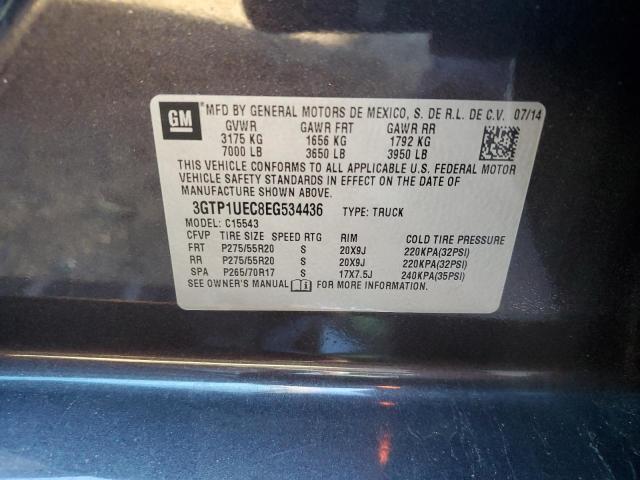 GM MFD BY GENERAL MOTORS DE MEXICO, S. DE R.L. DE C.V. 07/14
GVWR GAWR FRT GAWR RR
3175 KG 1656 KG 1792 KG
7000 LB 3650 LB 3950 LB
THIS VEHICLE CONFORMS TO ALL APPLICABLE U.S. FEDERAL MOTOR
VEHICLE SAFETY STANDARDS IN EFFECT ON THE DATE OF
MANUFACTURE SHOWN ABOVE.
3GTP1UEC8EG534436 TYPE: TRUCK
MODEL: C15543
CFVP TIRE SIZE SPEED RTG RIM COLD TIRE PRESSURE
FRT P275/55R20 S 20X9J 220KPA(32PSI)
RR P275/55R20 S 20X9J 220KPA(32PSI)
SPA P265/70R17 S 17X7.5J 240KPA(35PSI)
SEE OWNER'S MANUAL FOR MORE INFORMATION.